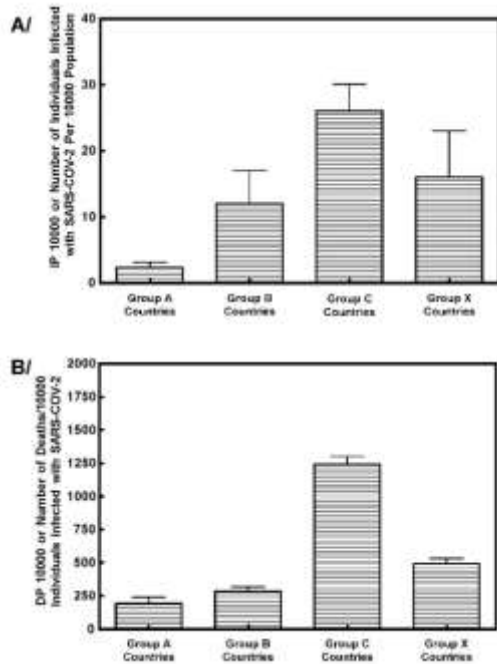 A/
IP 10000 or Number of Individuals Infected
with SARS-COV-2 Per 10000 Population
40
30
20
10
0
Group A
Countries
Group B
Countries
Group C
Countries
Group X
Countries
B/
DP 10000 or Number of Deaths/10000
Individuals Infected with SARS-COV-2
2000
1750
1500
1250
1000
750
500
250
0
Group A
Countries
Group B
Countries
Group C
Countries
Group X
Countries